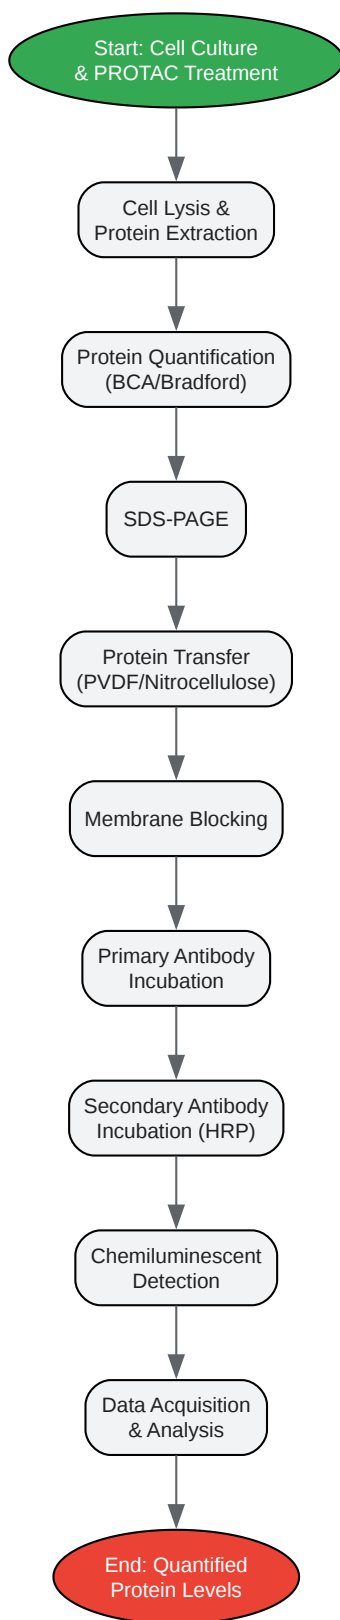 Start: Cell Culture
& PROTAC Treatment
Cell Lysis &
Protein Extraction
Protein Quantification
(BCA/Bradford)
SDS-PAGE
Protein Transfer
(PVDF/Nitrocellulose)
Membrane Blocking
Primary Antibody
Incubation
Secondary Antibody
Incubation (HRP)
Chemiluminescent
Detection
Data Acquisition
& Analysis
End: Quantified
Protein Levels